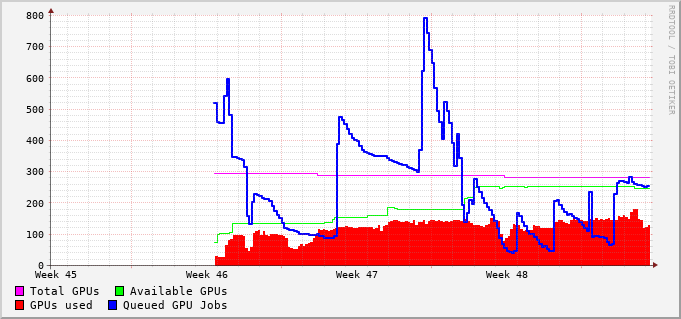 800
700
600
500
400
300
200
100
0
Week 45 Week 46 Week 47 Week 48
Total GPUs Available GPUs
GPUs used Queued GPU Jobs
RRDTOOL / TOBI OETIKER